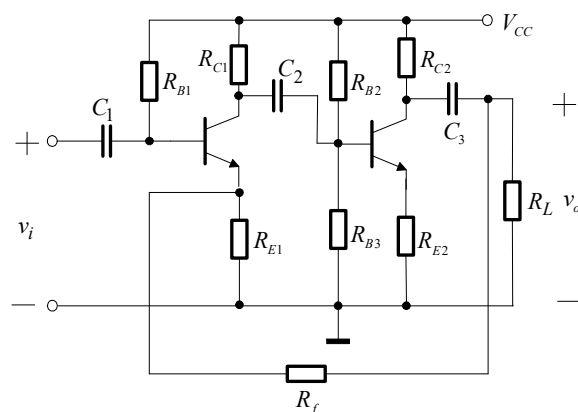 V_CC
R_C1
C_2
R_C2
R_B1
R_B2
C_1
C_3
+
+
R_L
v_o
v_i
R_E1
R_B3
R_E2
—
—
R_f